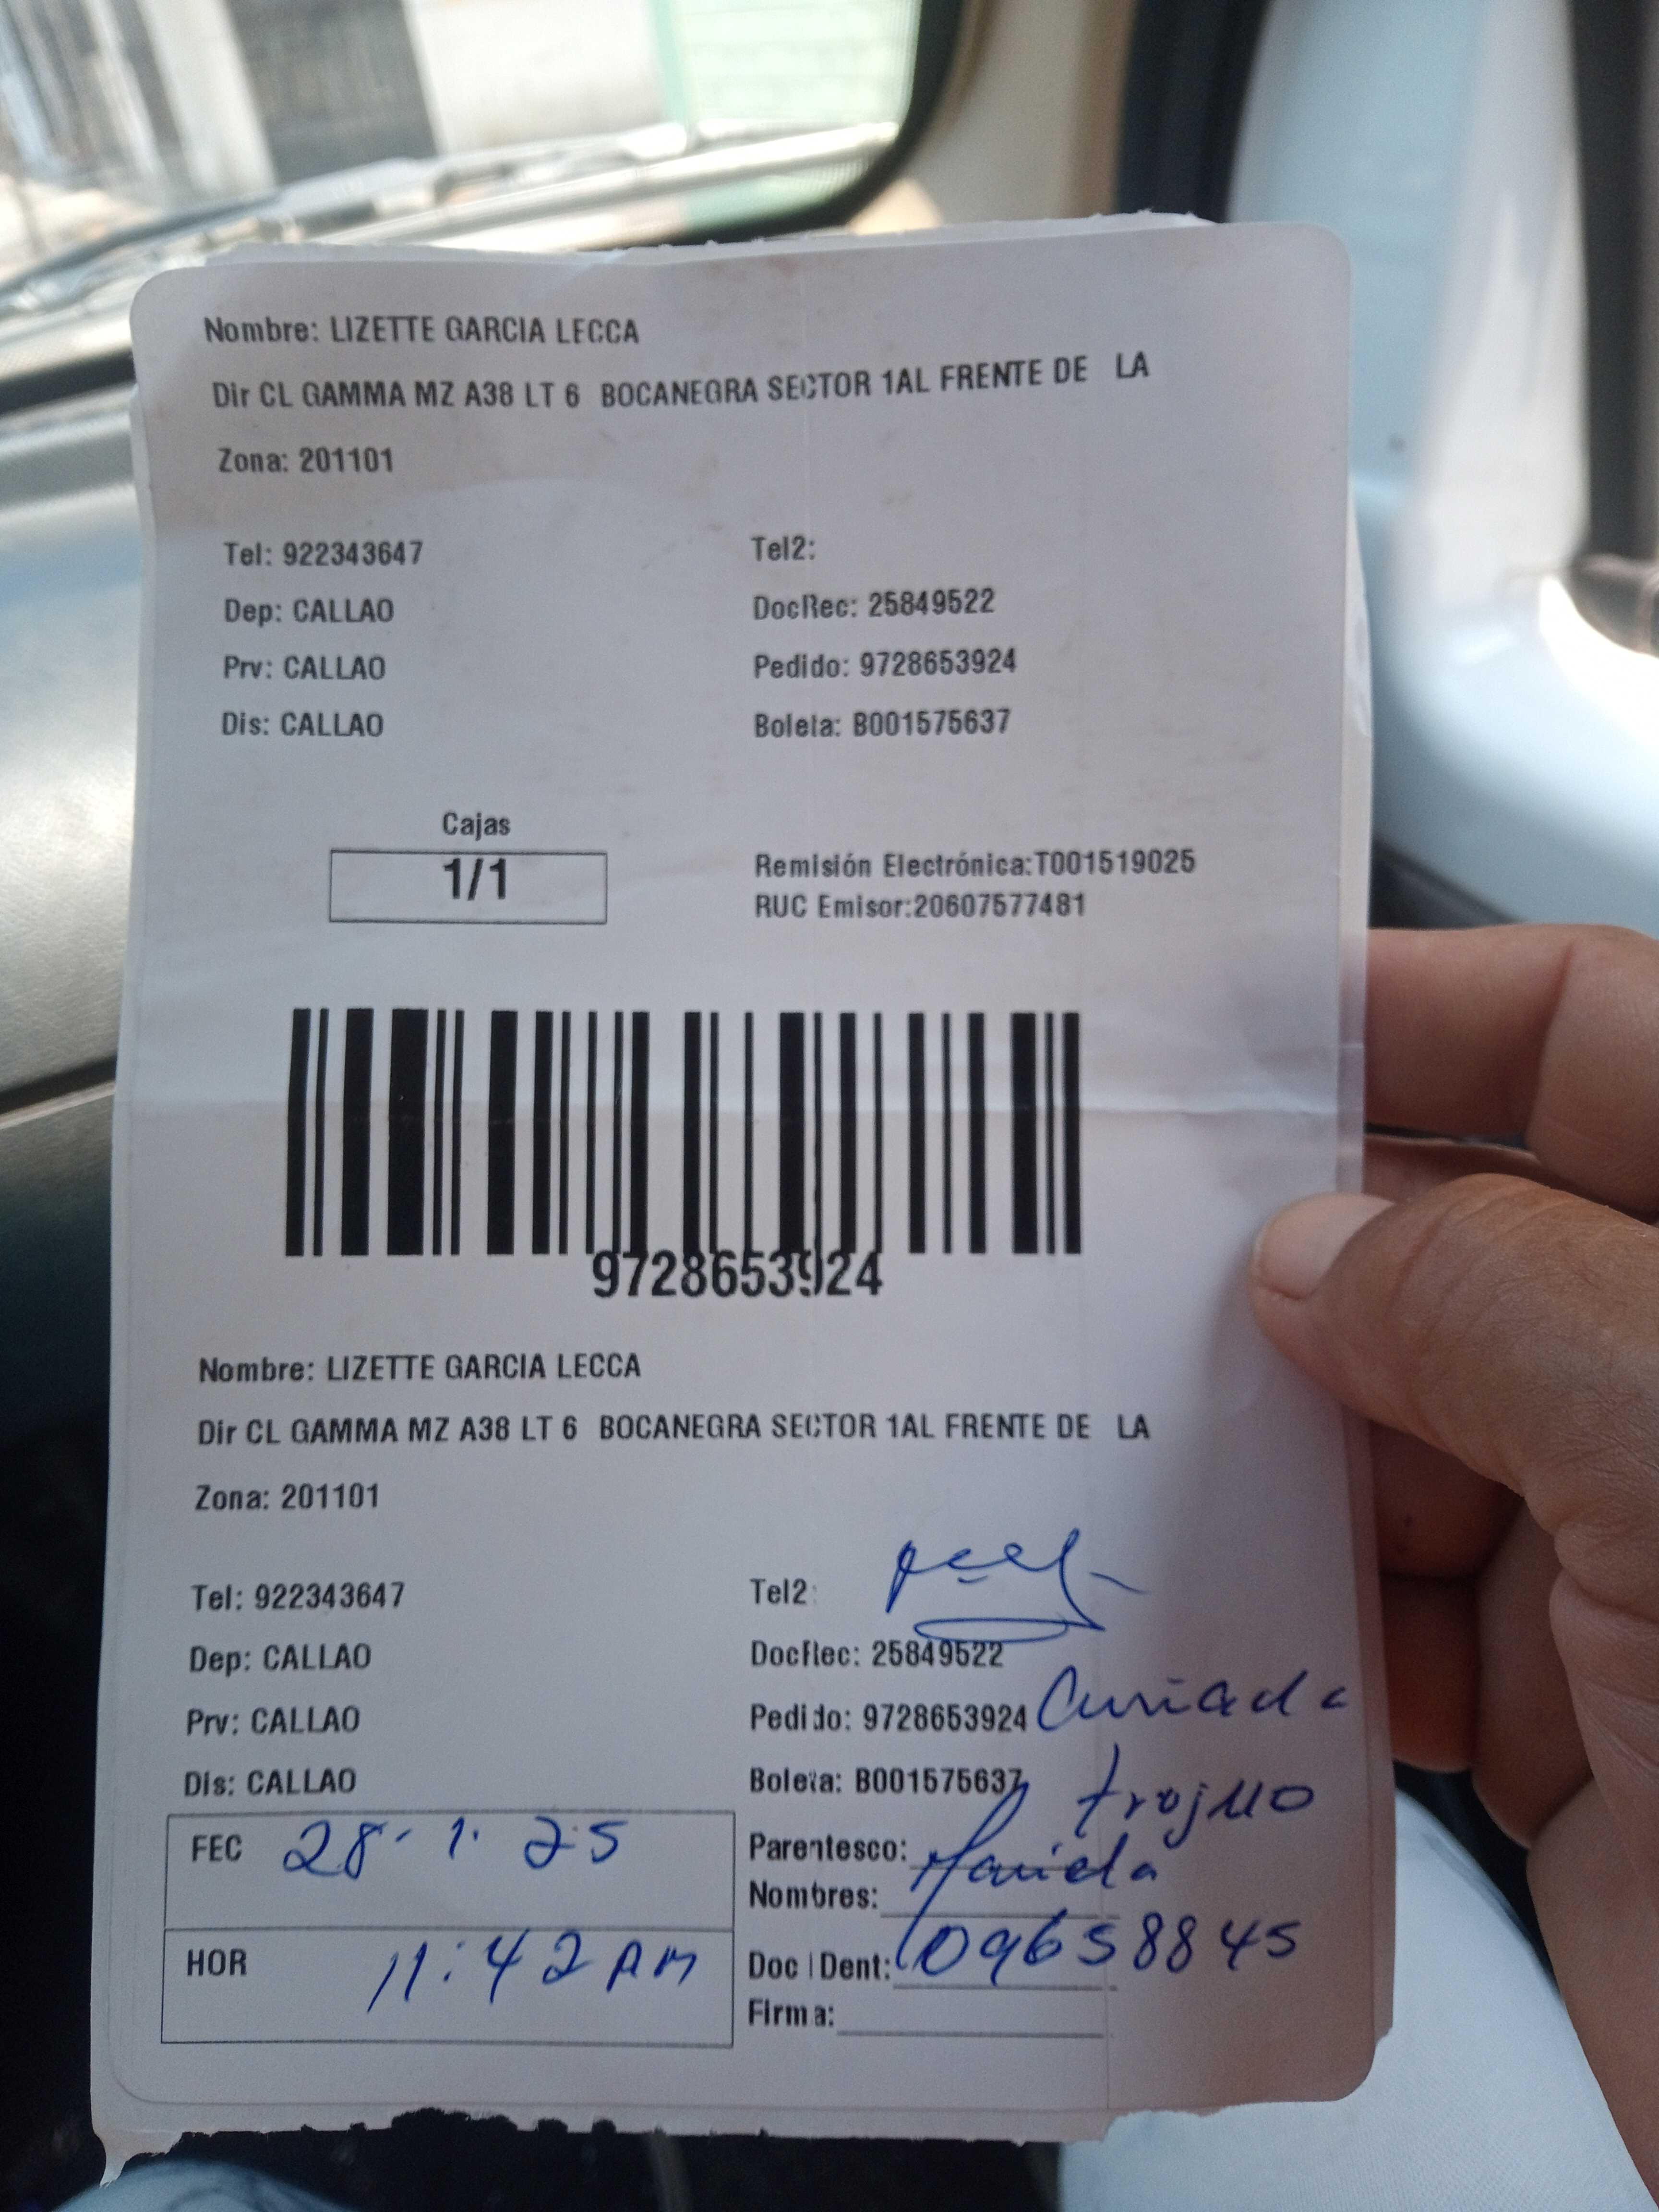 Nombre: LIZETTE GARCIA LECCA
Dir CL GAMMA MZ A38 LT 6 BOCANEGRA SECTOR 1AL FRENTE DE LA
Zona: 201101
Tel: 922343647
Tel2:
Dep: CALLAO
DocRec: 25849522
Prv: CALLAO
Pedido: 9728653924
Dis: CALLAO
Boleta: B001575637
Cajas
1/1
Remisión Electrónica:T001519025
RUC Emisor:20607577481
9728653924
Nombre: LIZETTE GARCIA LECCA
Dir CL GAMMA MZ A38 LT 6 BOCANEGRA SECTOR 1AL FRENTE DE LA
Zona: 201101
Tel: 922343647
Tel2:
Dep: CALLAO
DocRec: 25849522
Prv: CALLAO
Pedido: 9728653924 Cuñada
Dis: CALLAO
Boleta: B001575637
trojillo
FEC 28-1-25
Parentesco: Mariela
Nombres:
HOR 11:42 AM
Doc Ident: 09658845
Firma: